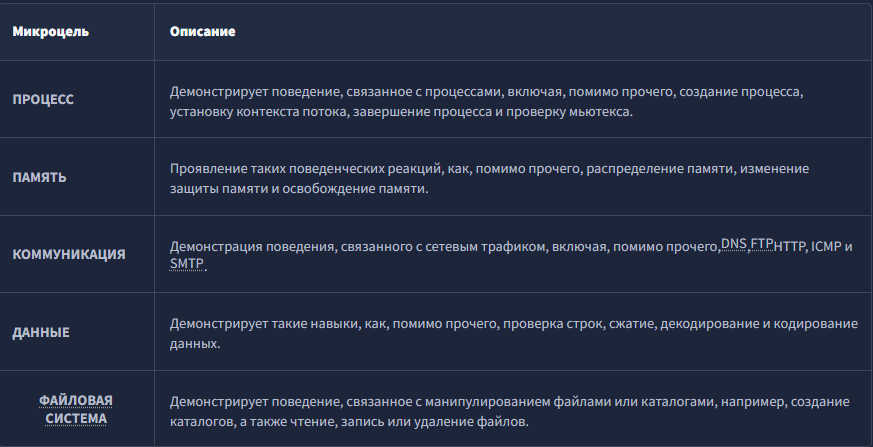 Микроцель Описание
ПРОЦЕСС
Демонстрирует поведение, связанное с процессами, включая, помимо прочего, создание процесса,
установку контекста потока, завершение процесса и проверку мьютекса.
ПАМЯТЬ
Проявление таких поведенческих реакций, как, помимо прочего, распределение памяти, изменение
защиты памяти и освобождение памяти.
КОММУНИКАЦИЯ
Демонстрация поведения, связанного с сетевым трафиком, включая, помимо прочего,DNS,FTPHTTP, ICMP и
SMTP.
ДАННЫЕ
Демонстрирует такие навыки, как, помимо прочего, проверка строк, сжатие, декодирование и кодирование
данных.
ФАЙЛОВАЯ
СИСТЕМА
Демонстрирует поведение, связанное с манипулированием файлами или каталогами, например, создание
каталогов, а также чтение, запись или удаление файлов.